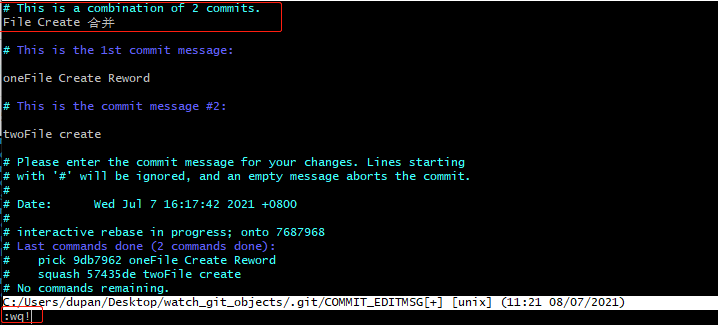 # This is a combination of 2 commits.
File Create 合并
# This is the 1st commit message:
oneFile Create Reword
# This is the commit message #2:
twoFile create
# Please enter the commit message for your changes. Lines starting
# with '#' will be ignored, and an empty message aborts the commit.
#
# Date:      Wed Jul 7 16:17:42 2021 +0800
#
# interactive rebase in progress; onto 7687968
# Last commands done (2 commands done):
#    pick 9db7962 oneFile Create Reword
#    squash 57435de twoFile create
# No commands remaining.
C:/Users/dupan/Desktop/watch_git_objects/.git/COMMIT_EDITMSG[+] [unix] (11:21 08/07/2021)
:wq!